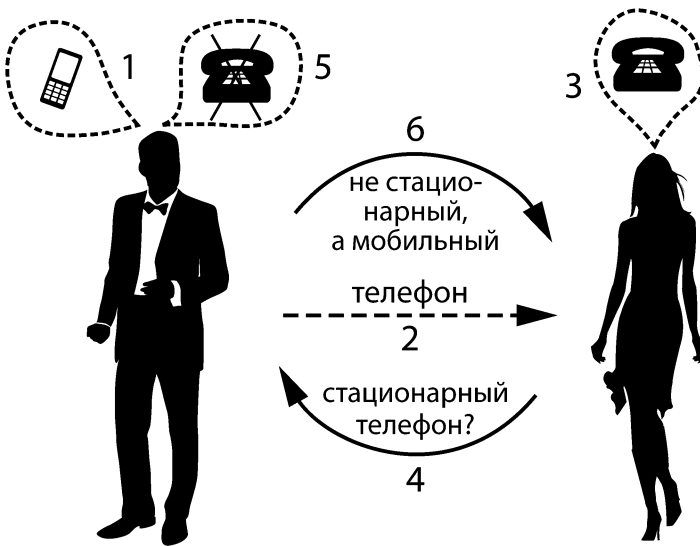 1
5
3
6
не стацио-
нарный,
а мобильный
телефон
2
стационарный
телефон?
4